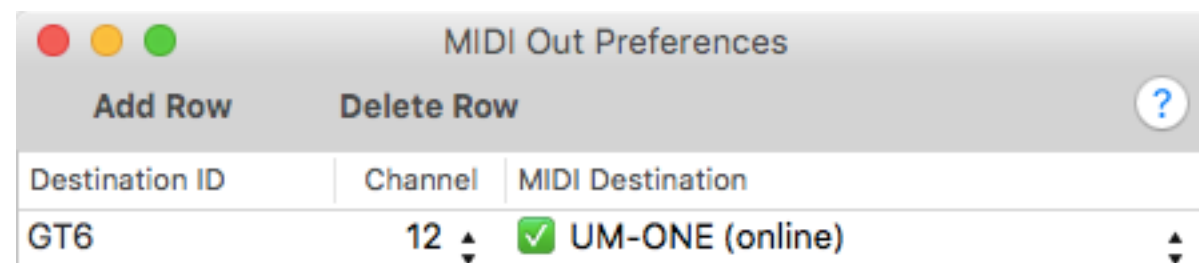 MIDI Out Preferences
Add Row Delete Row ?
Destination ID Channel MIDI Destination
GT6 12 UM-ONE (online)